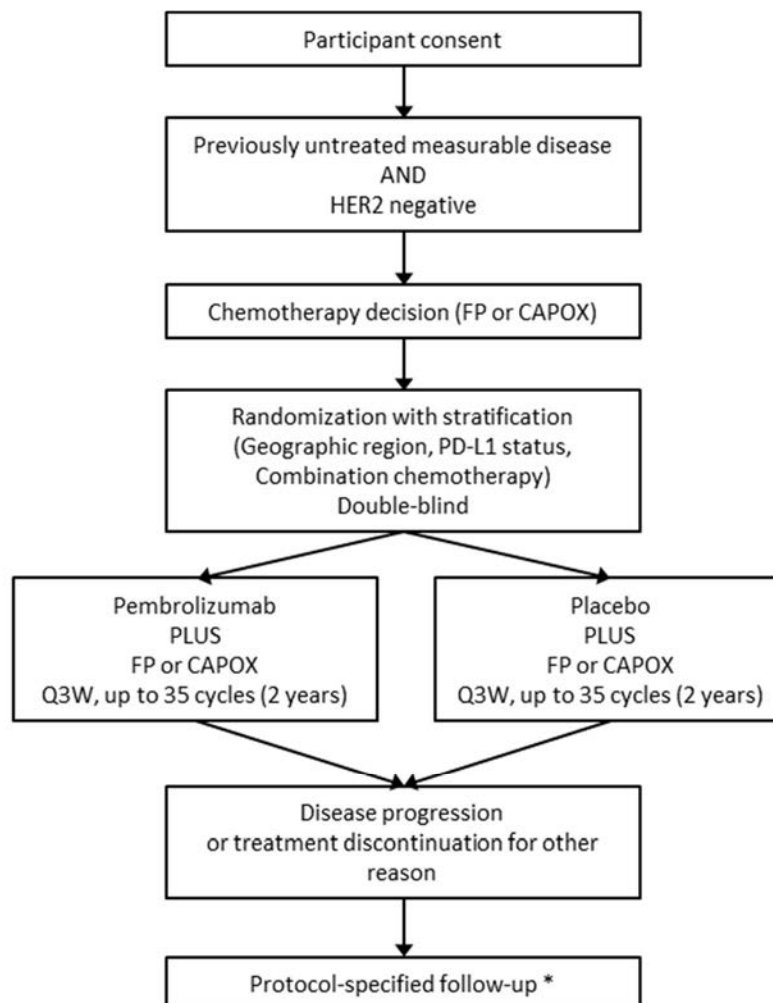 Participant consent
Previously untreated measurable disease
AND
HER2 negative
Chemotherapy decision (FP or CAPOX)
Randomization with stratification
(Geographic region, PD-L1 status,
Combination chemotherapy)
Double-blind
Pembrolizumab
PLUS
FP or CAPOX
Q3W, up to 35 cycles (2 years)
Placebo
PLUS
FP or CAPOX
Q3W, up to 35 cycles (2 years)
Disease progression
or treatment discontinuation for other
reason
Protocol-specified follow-up *